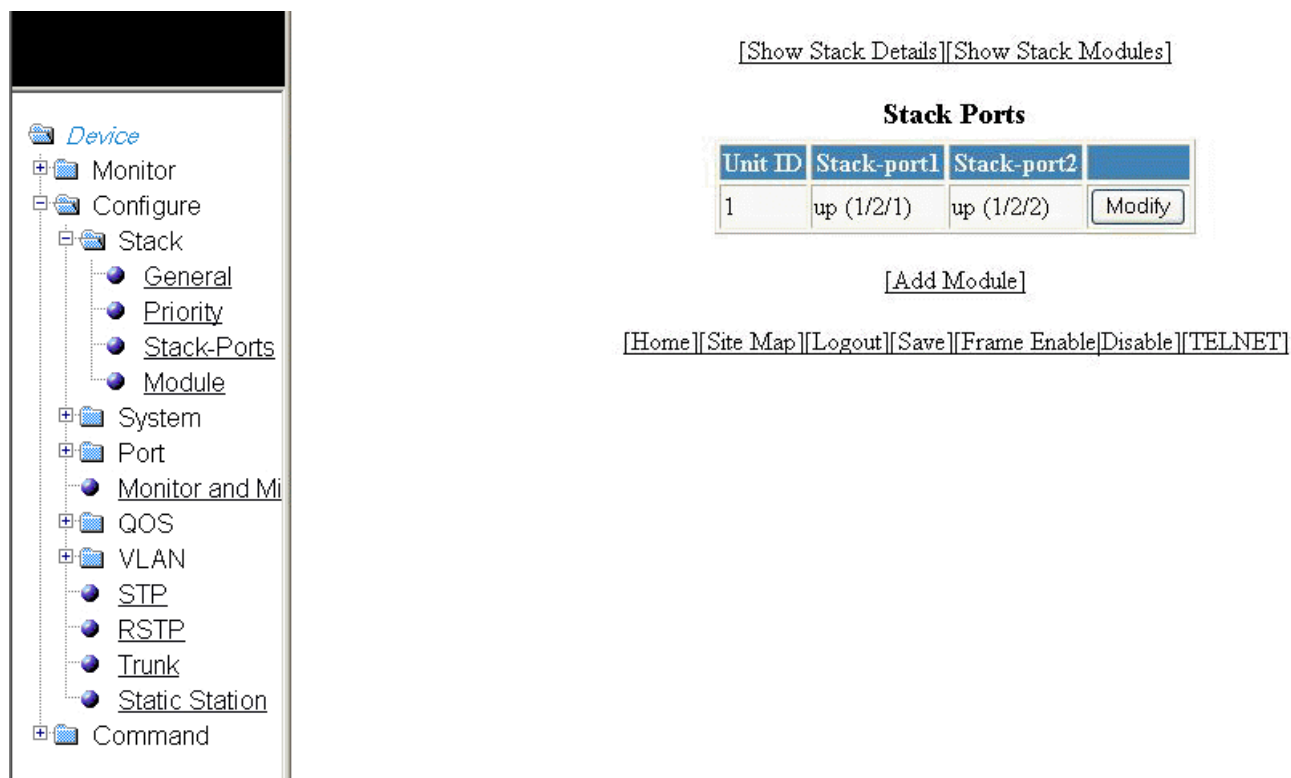 Device
Monitor
Configure
Stack
General
Priority
Stack-Ports
Module
System
Port
Monitor and Mi
QOS
VLAN
STP
RSTP
Trunk
Static Station
Command
[Show Stack Details][Show Stack Modules]
Stack Ports
Unit ID Stack-port1 Stack-port2
1 up (1/2/1) up (1/2/2) Modify
[Add Module]
[Home][Site Map][Logout][Save][Frame Enable|Disable][TELNET]